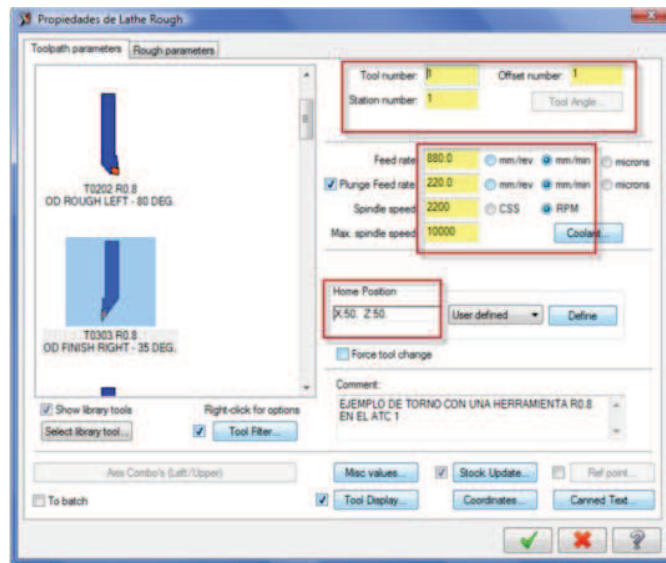 Propiedades de Lathe Rough
Toolpath parameters Rough parameters
Tool number: 1 Offset number: 1
Station number: 1 Tool Angle...
T0202 R0.8
OD ROUGH LEFT - 80 DEG.
Feed rate: 880.0 mm/rev mm/min microns
Plunge Feed rate: 220.0 mm/rev mm/min microns
Spindle speed: 2200 CSS RPM
Max. spindle speed: 10000 Coolant...
T0303 R0.8
OD FINISH RIGHT - 35 DEG.
Home Position
X:50. Z:50. User defined Define
Force tool change
Show library tools Right-click for options
Select library tool... Tool Filter...
Comment:
EJEMPLO DE TORNO CON UNA HERRAMIENTA R0.8
EN EL ATC 1
Axis Combo's (Left/Upper) Misc values... Stock Update... Ref point...
To batch Tool Display... Coordinates... Canned Text...